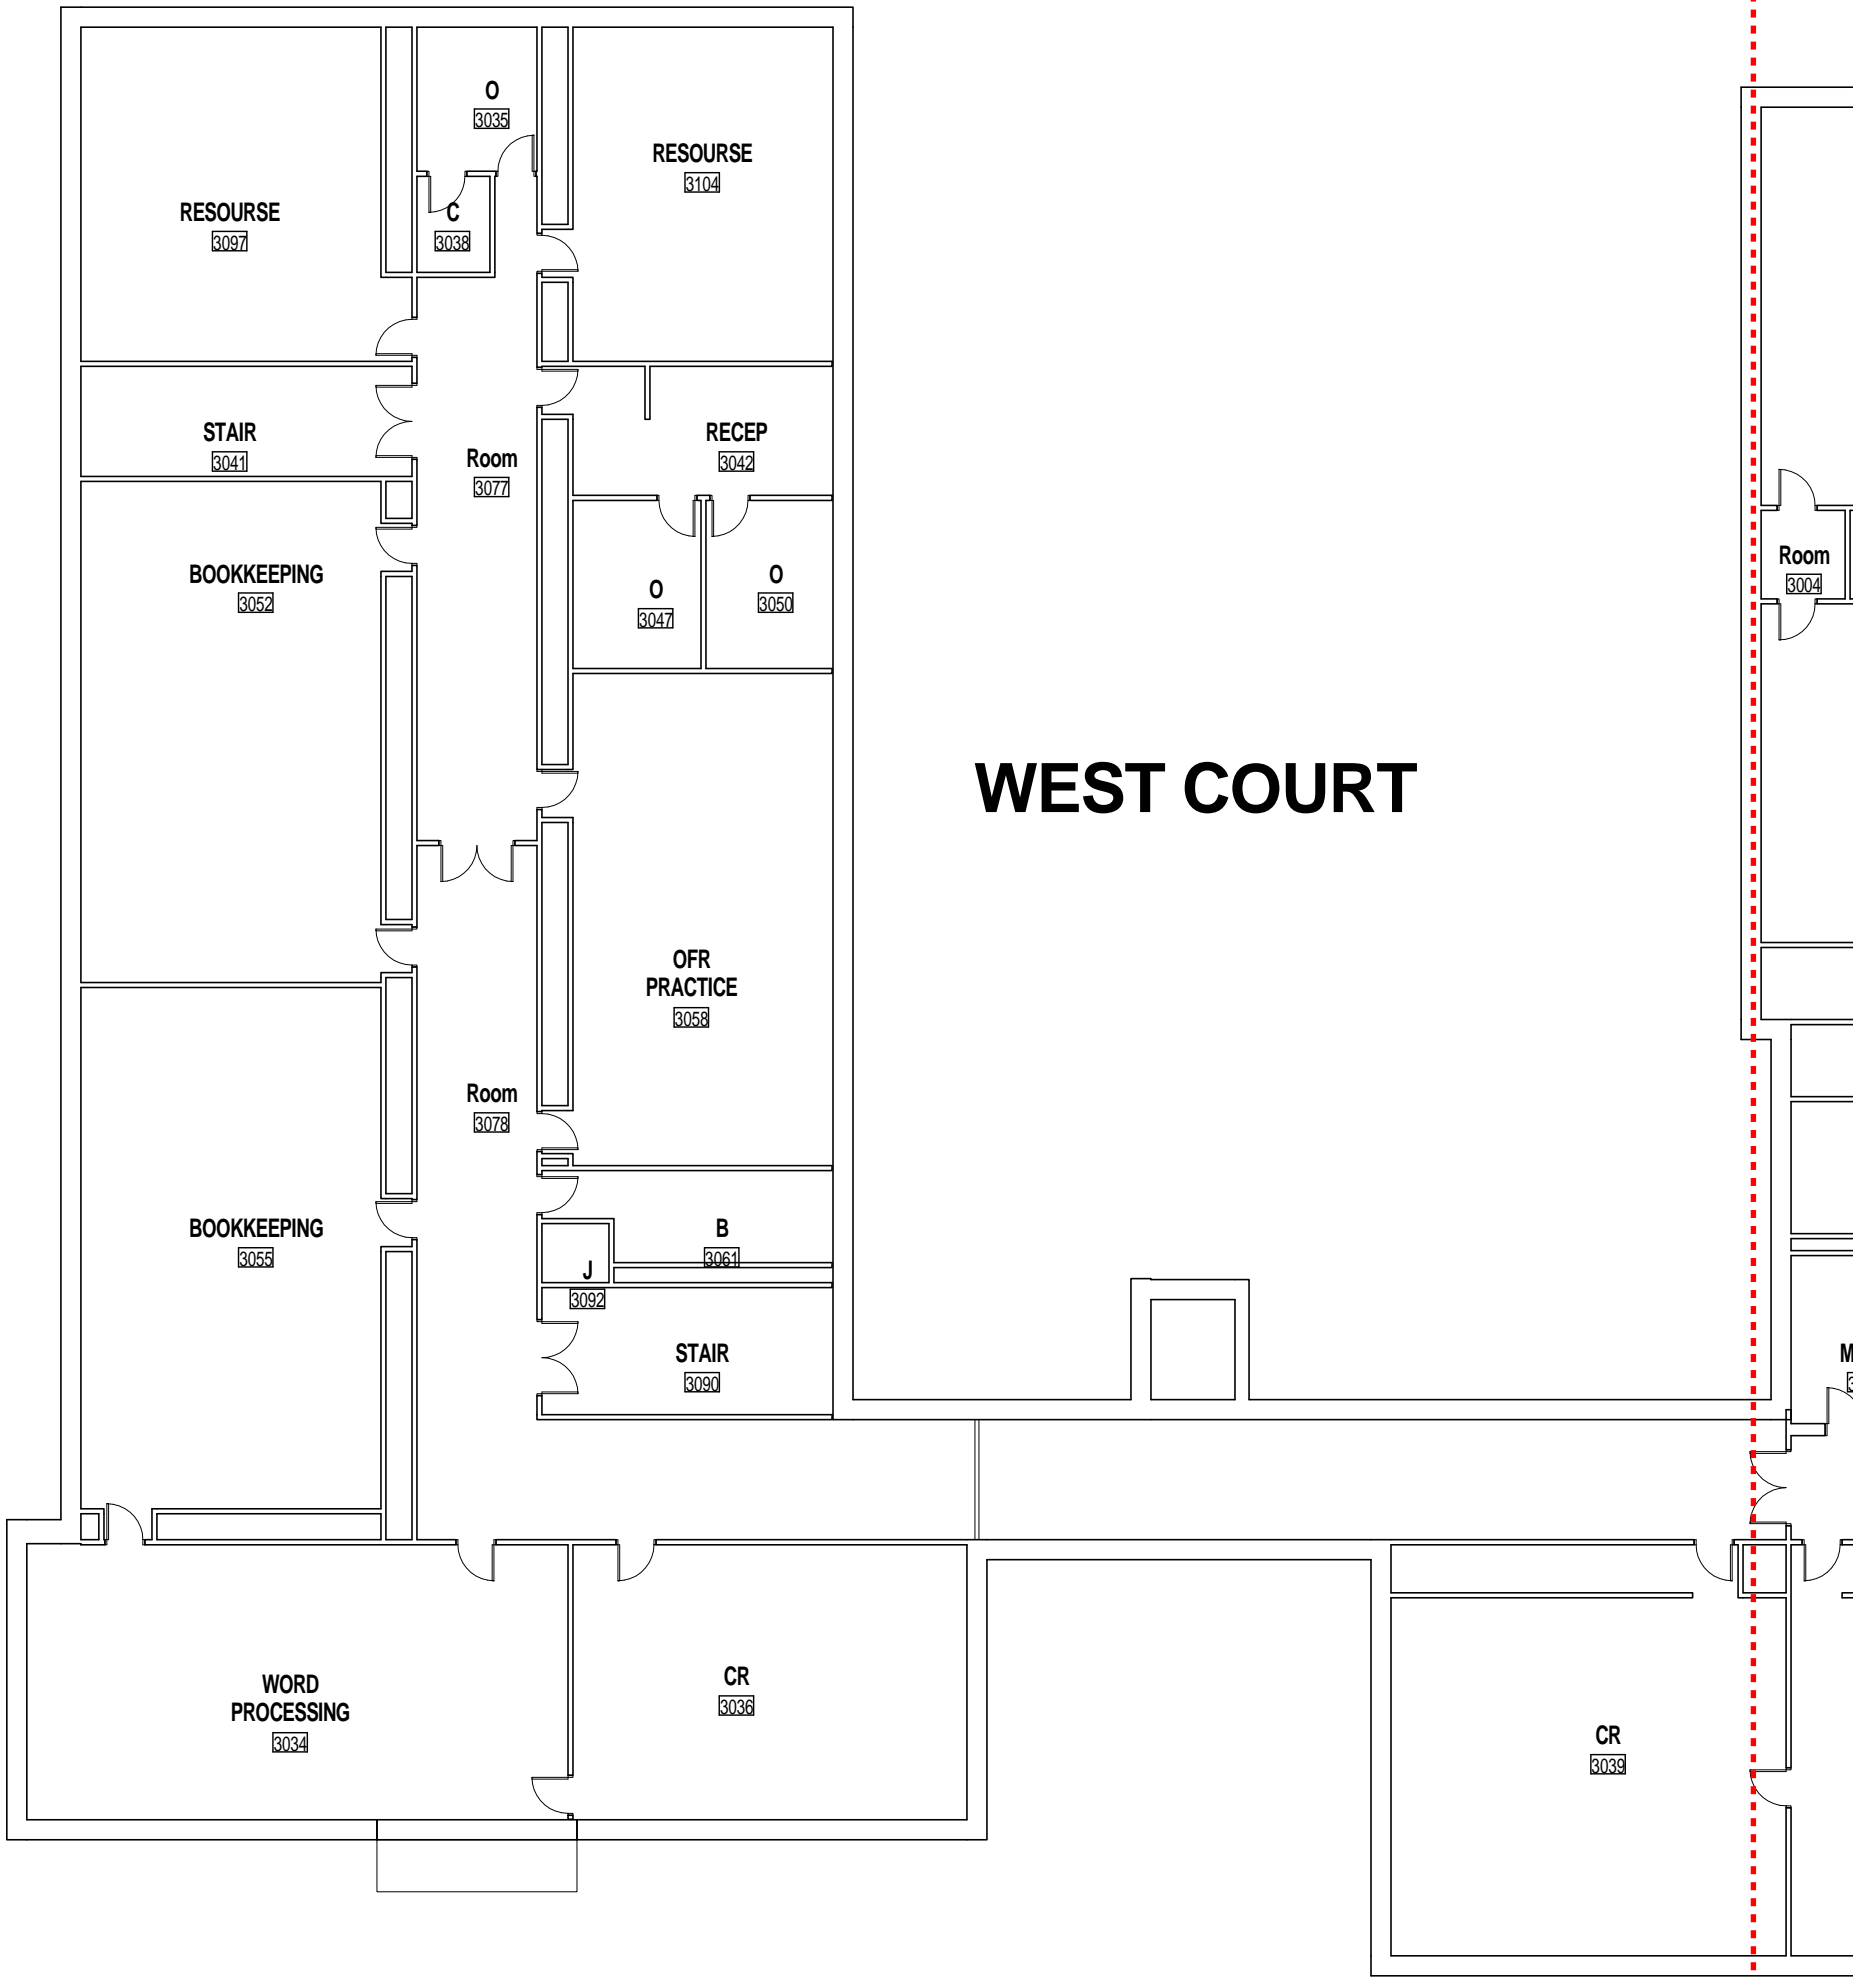 O
3035
RESOURSE
3104
RESOURSE
3097
C
3038
STAIR
3041
Room
3077
RECEP
3042
BOOKKEEPING
3052
O
3047
O
3050
Room
3004
WEST COURT
OFR
PRACTICE
3058
Room
3078
BOOKKEEPING
3055
B
3061
J
3092
STAIR
3090
M
WORD
PROCESSING
3034
CR
3036
CR
3039